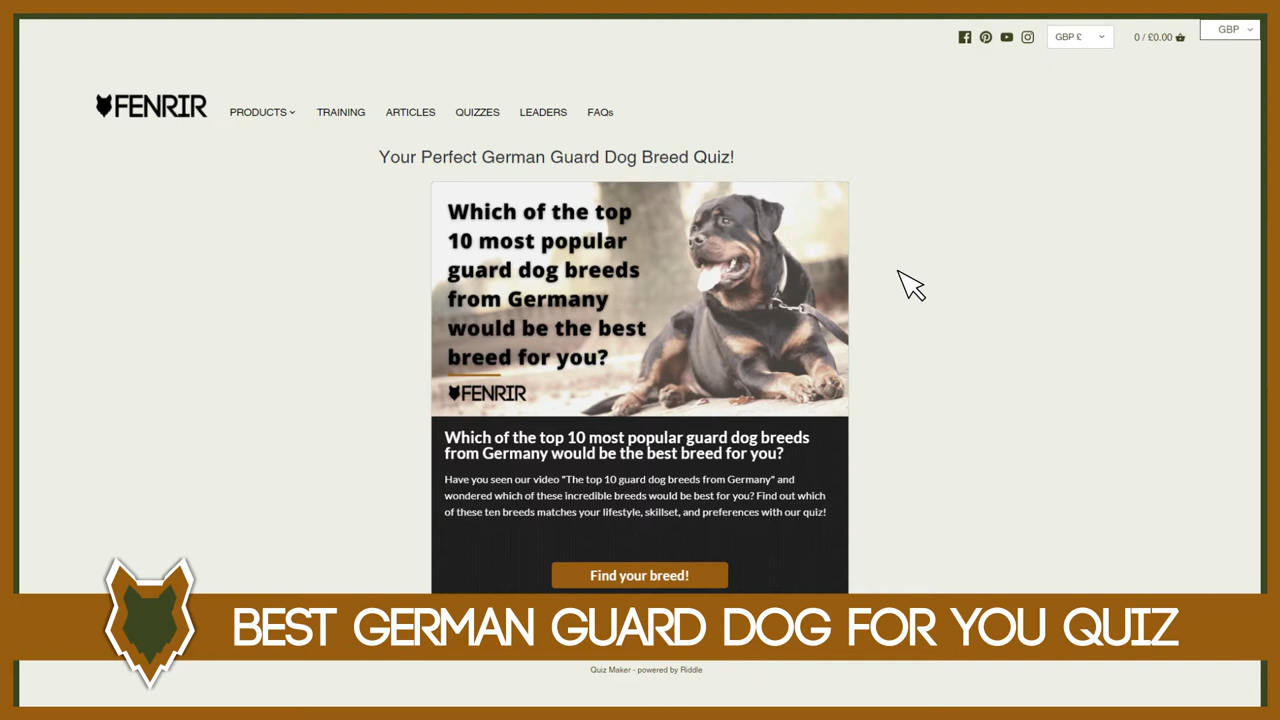 GBP £
0 / £0.00
GBP
FENRIR
PRODUCTS
TRAINING
ARTICLES
QUIZZES
LEADERS
FAQs
Your Perfect German Guard Dog Breed Quiz!
Which of the top
10 most popular
guard dog breeds
from Germany
would be the best
breed for you?
FENRIR
Which of the top 10 most popular guard dog breeds
from Germany would be the best breed for you?
Have you seen our video "The top 10 guard dog breeds from Germany" and
wondered which of these incredible breeds would be best for you? Find out which
of these ten breeds matches your lifestyle, skillset, and preferences with our quiz!
Find your breed!
BEST GERMAN GUARD DOG FOR YOU QUIZ
Quiz Maker - powered by Riddle